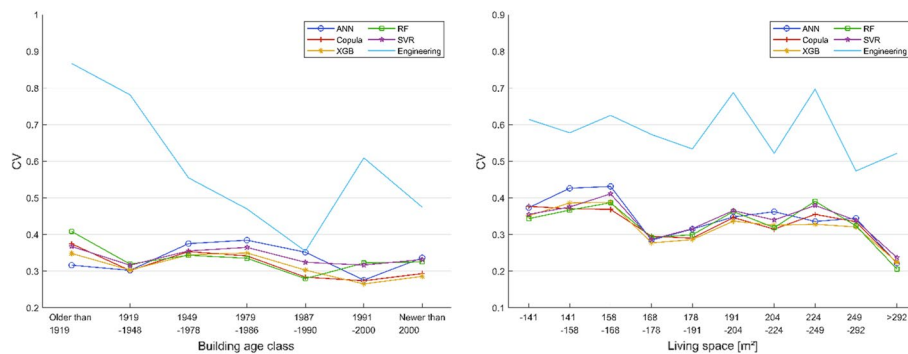 1
0.9
0.8
0.7
0.6
0.5
0.4
0.3
0.2
CV
ANN RF
Copula SVR
XGB Engineering
Older than 1919 1949 1979 1987 1991 Newer than
1919 -1948 -1978 -1986 -1990 -2000 2000
Building age class
0.9
0.8
0.7
0.6
0.5
0.4
0.3
0.2
0.1
CV
ANN RF
Copula SVR
XGB Engineering
-141 141 158 168 178 191 204 224 249 >292
-158 -168 -178 -191 -204 -224 -249 -292
Living space [m²]